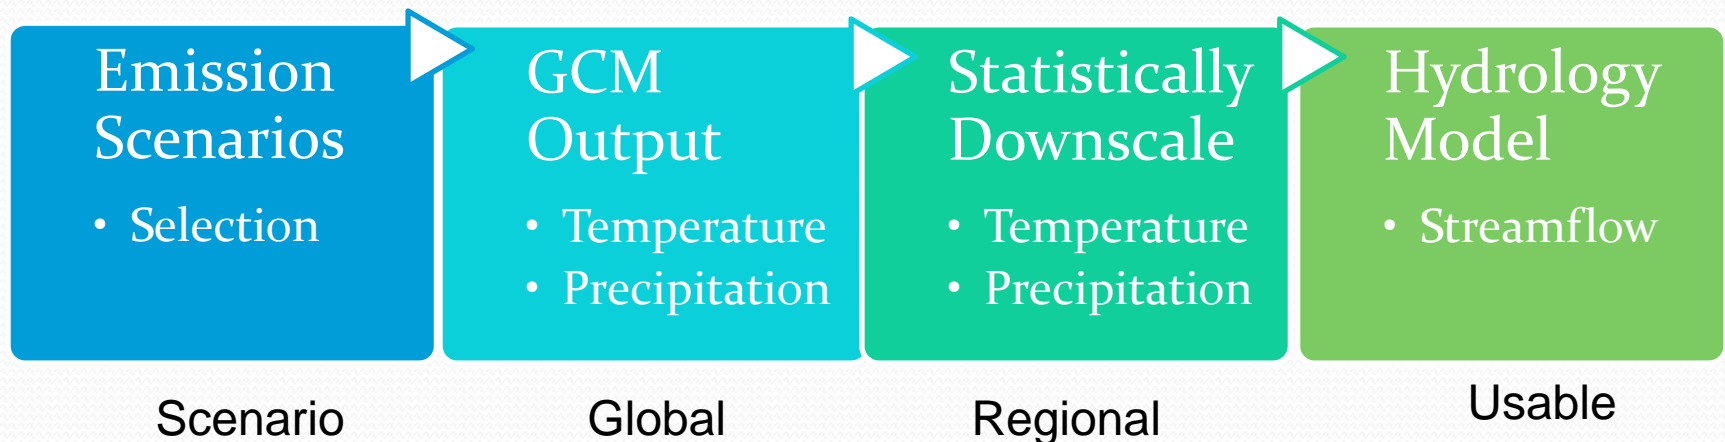 Emission
Scenarios
• Selection
GCM
Output
• Temperature
• Precipitation
Statistically
Downscale
• Temperature
• Precipitation
Hydrology
Model
• Streamflow
Scenario
Global
Regional
Usable